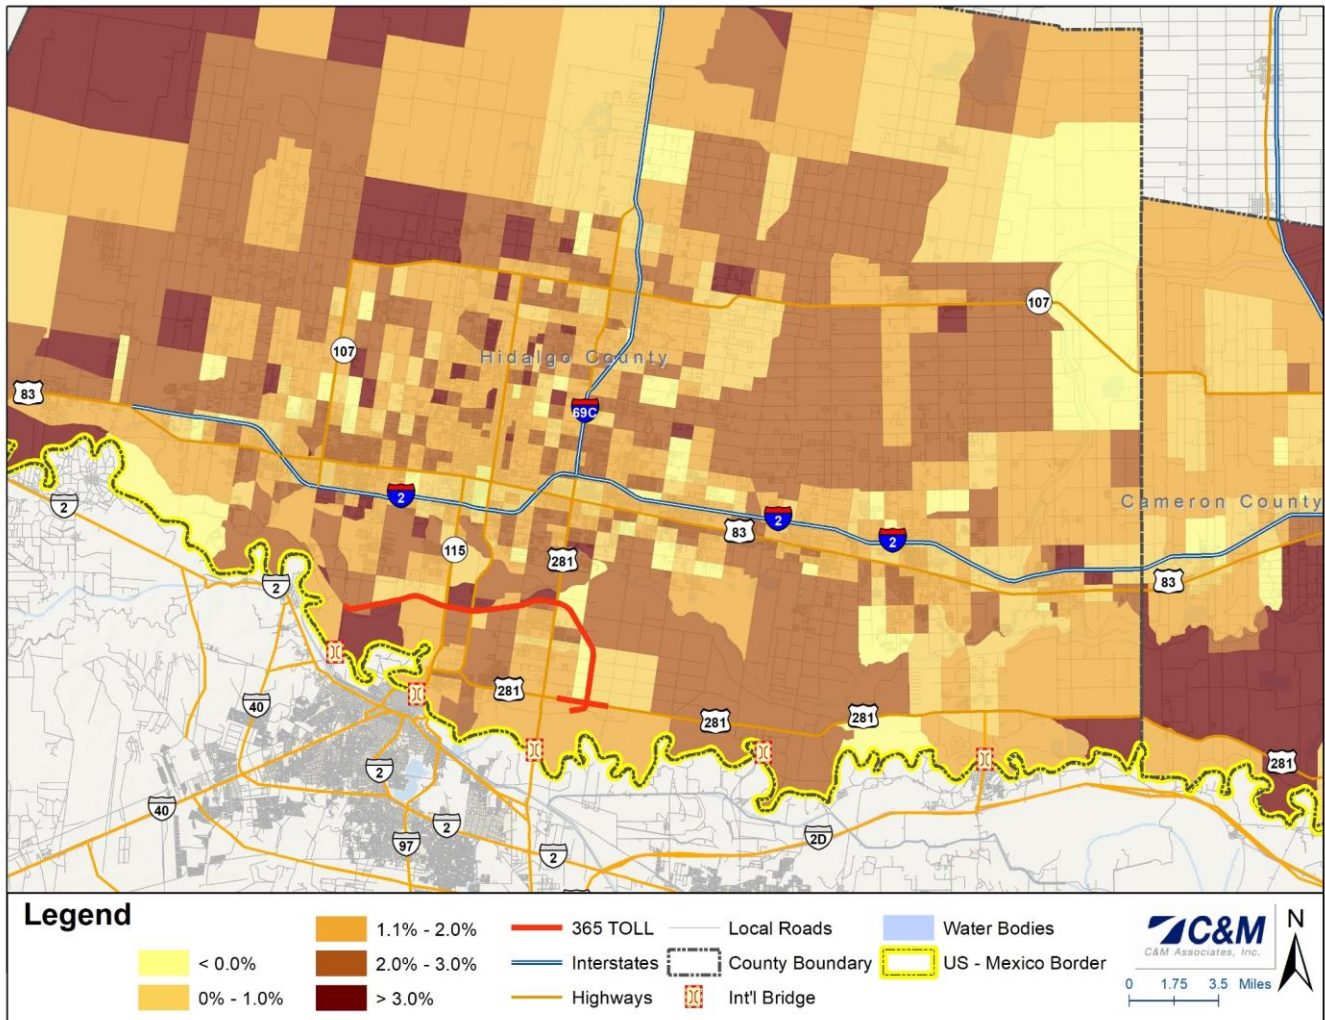 107
107
Hidalgo County
83
69C
2
2
Cameron County
2
83
2
115
281
83
2
281
40
281
281
281
2
40
2
2D
97
2
Legend
< 0.0%
0% - 1.0%
1.1% - 2.0%
2.0% - 3.0%
> 3.0%
365 TOLL
Interstates
Highways
Local Roads
County Boundary
Int'l Bridge
Water Bodies
US - Mexico Border
C&M
C&M Associates, Inc.
0 1.75 3.5 Miles
N